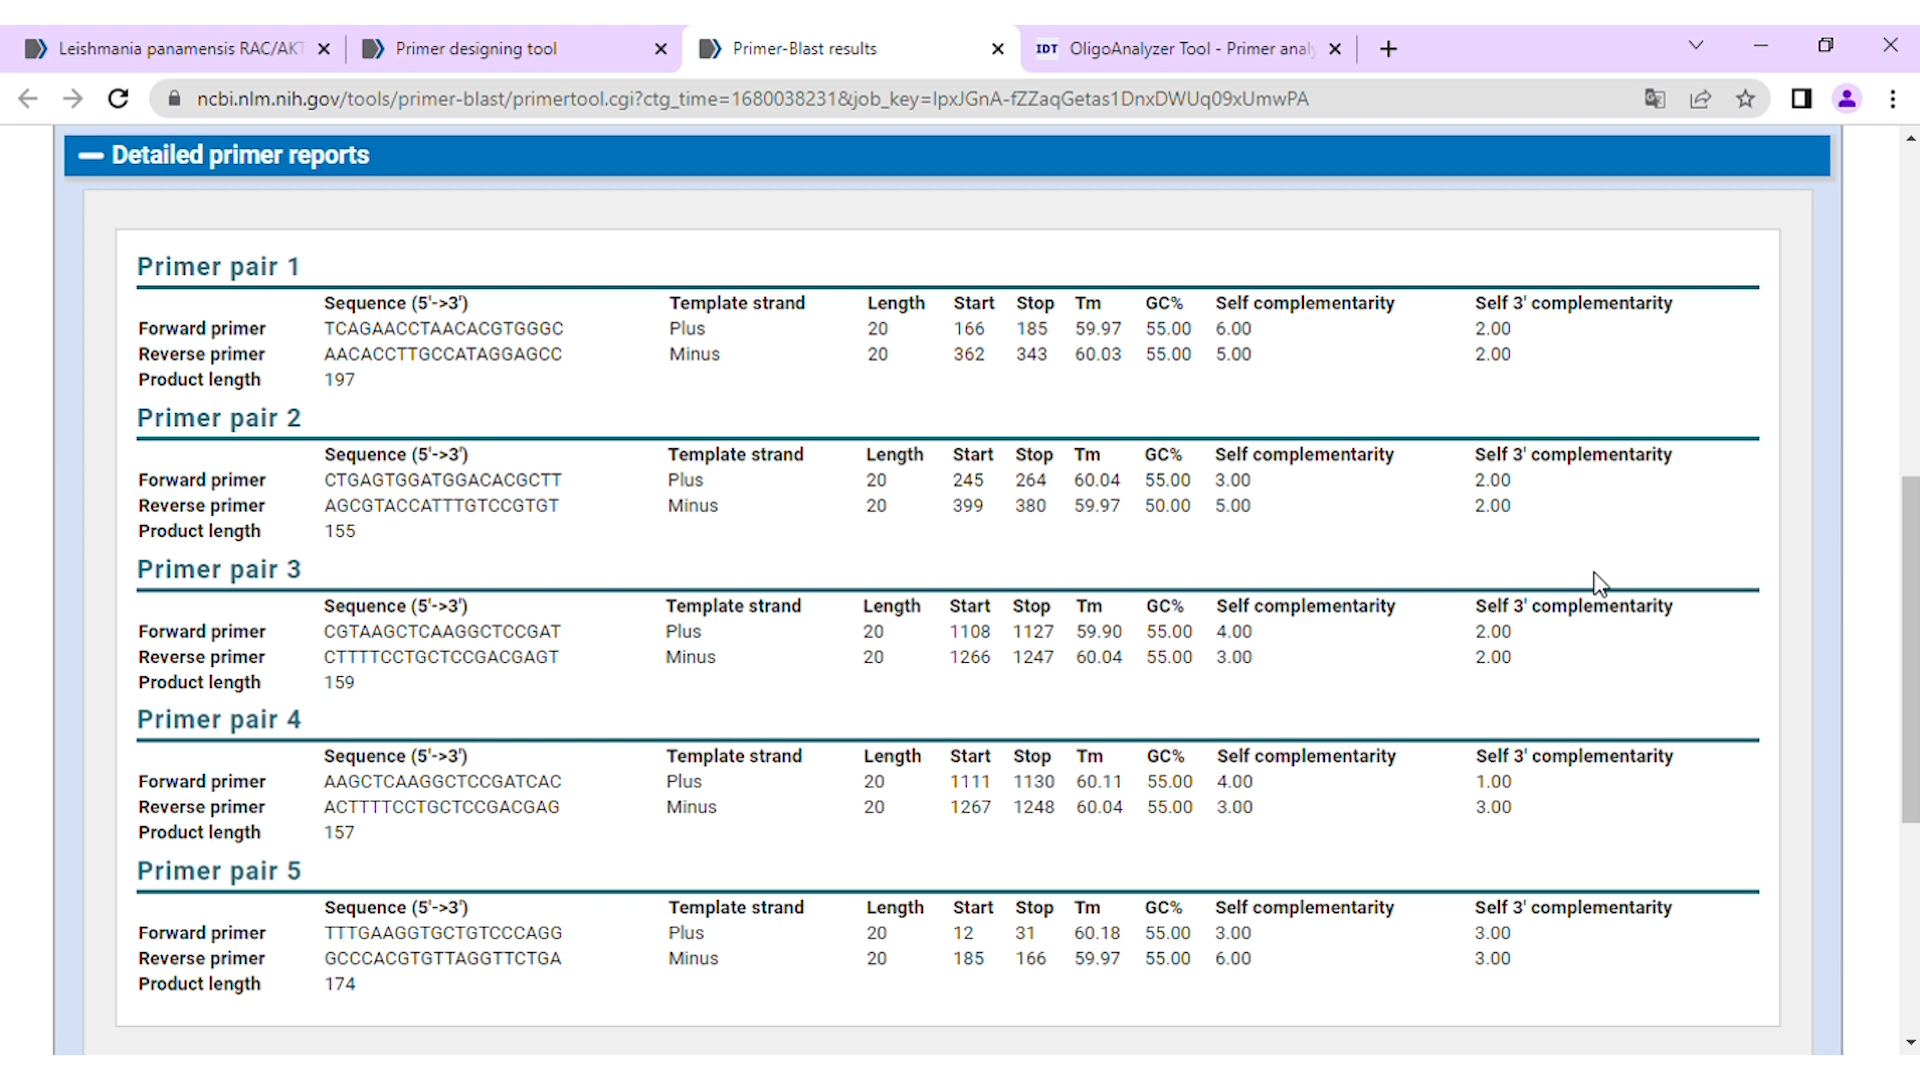 Leishmania panamensis RAC/AKT
Primer designing tool
Primer-Blast results
IDT OligoAnalyzer Tool - Primer analy
ncbi.nlm.nih.gov/tools/primer-blast/primertool.cgi?ctg_time=1680038231&job_key=lpxJGnA-fZZaqGetas1DnxDWUq09xUmwPA
Detailed primer reports
Primer pair 1
Sequence (5'->3') Template strand Length Start Stop Tm GC% Self complementarity Self 3' complementarity
Forward primer TCAGAACCTAACACGTGGGC Plus 20 166 185 59.97 55.00 6.00 2.00
Reverse primer AACACCTTGCCATAGGAGCC Minus 20 362 343 60.03 55.00 5.00 2.00
Product length 197
Primer pair 2
Sequence (5'->3') Template strand Length Start Stop Tm GC% Self complementarity Self 3' complementarity
Forward primer CTGAGTGGATGGACACGCTT Plus 20 245 264 60.04 55.00 3.00 2.00
Reverse primer AGCGTACCATTTGTCCGTGT Minus 20 399 380 59.97 50.00 5.00 2.00
Product length 155
Primer pair 3
Sequence (5'->3') Template strand Length Start Stop Tm GC% Self complementarity Self 3' complementarity
Forward primer CGTAAGCTCAAGGCTCCGAT Plus 20 1108 1127 59.90 55.00 4.00 2.00
Reverse primer CTTTTCCTGCTCCGACGAGT Minus 20 1266 1247 60.04 55.00 3.00 2.00
Product length 159
Primer pair 4
Sequence (5'->3') Template strand Length Start Stop Tm GC% Self complementarity Self 3' complementarity
Forward primer AAGCTCAAGGCTCCGATCAC Plus 20 1111 1130 60.11 55.00 4.00 1.00
Reverse primer ACTTTTCCTGCTCCGACGAG Minus 20 1267 1248 60.04 55.00 3.00 3.00
Product length 157
Primer pair 5
Sequence (5'->3') Template strand Length Start Stop Tm GC% Self complementarity Self 3' complementarity
Forward primer TTTGAAGGTGCTGTCCCAGG Plus 20 12 31 60.18 55.00 3.00 3.00
Reverse primer GCCCACGTGTTAGGTTCTGA Minus 20 185 166 59.97 55.00 6.00 3.00
Product length 174